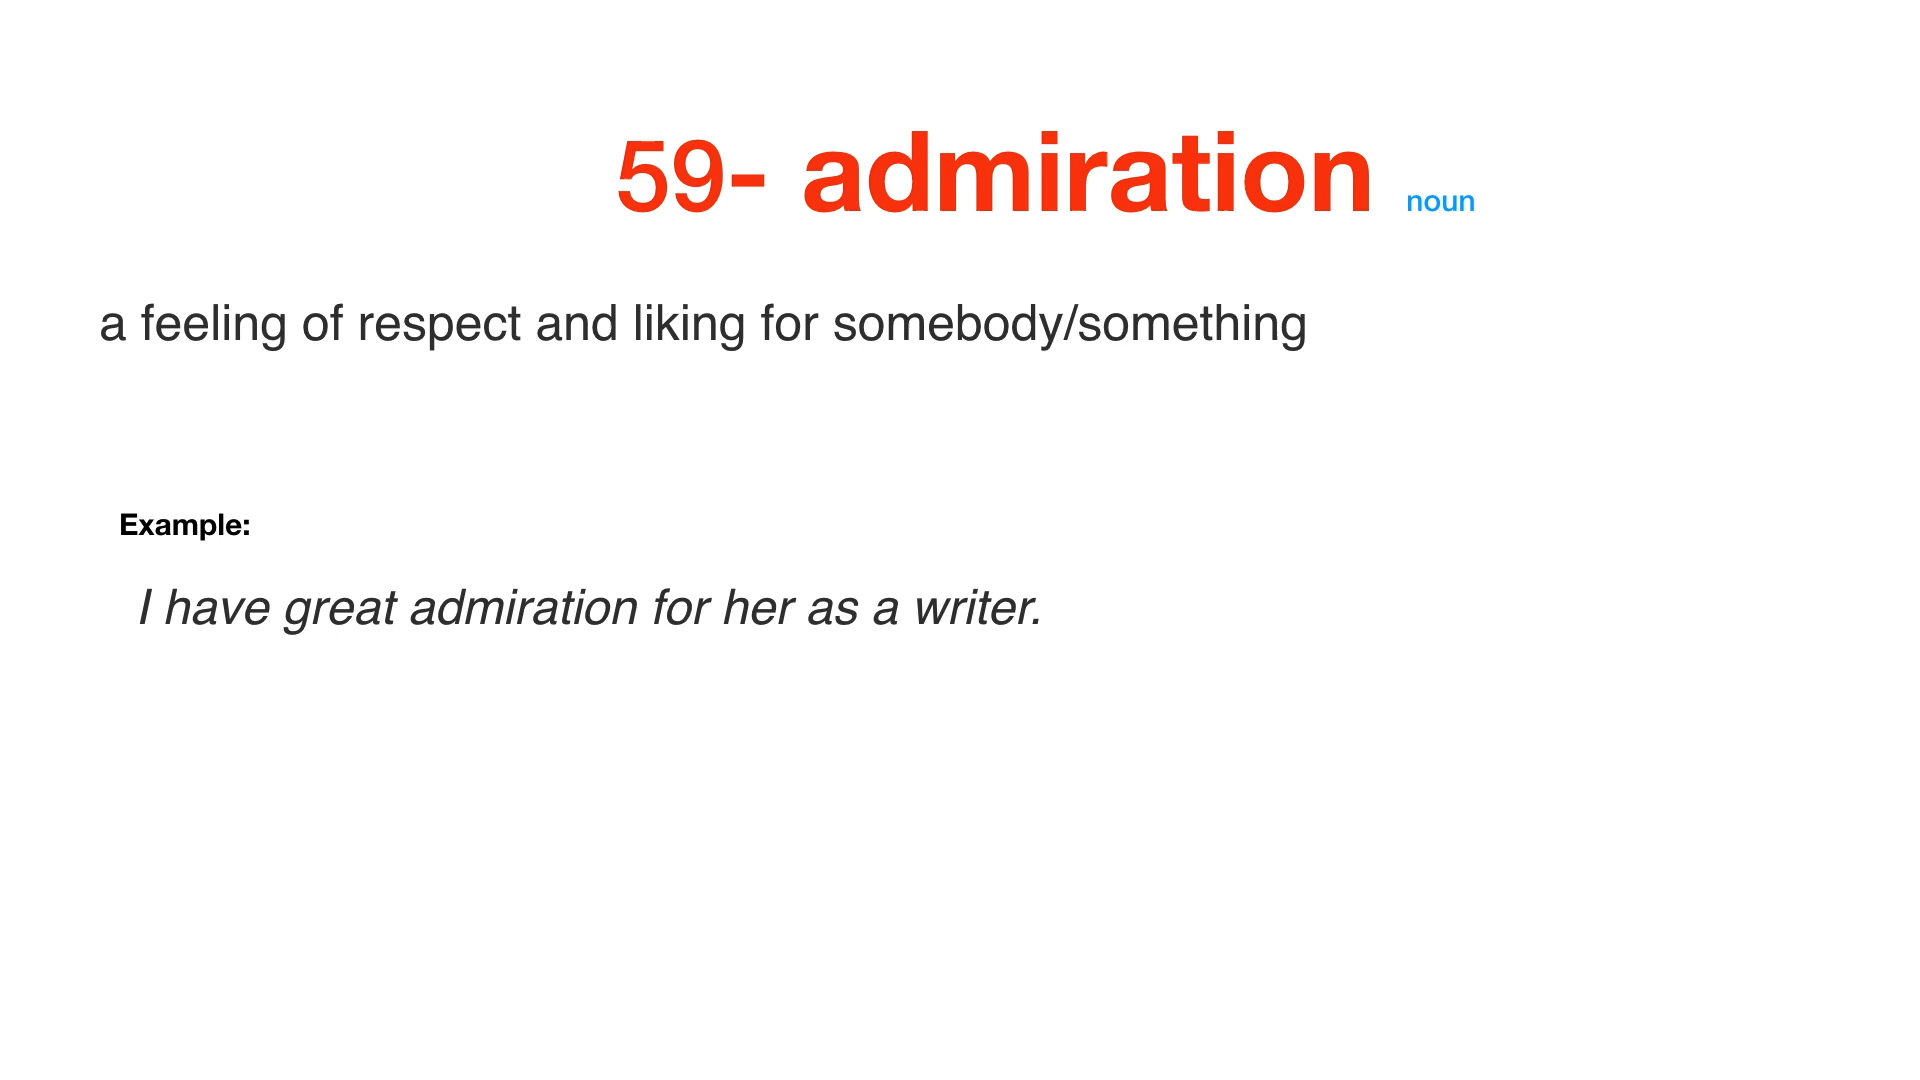 59- admiration noun
a feeling of respect and liking for somebody/something
Example:
I have great admiration for her as a writer.